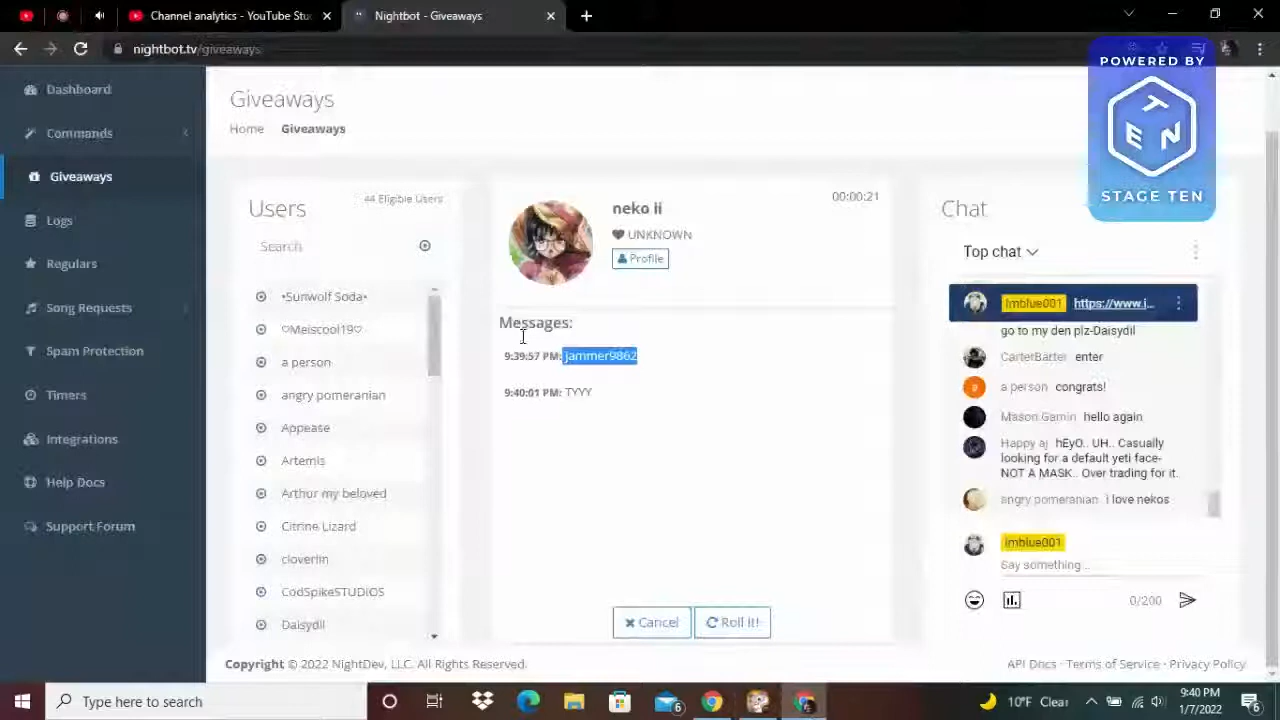 Channel analytics - YouTube Stu
Nightbot - Giveaways
nightbot.tv/giveaways
POWERED BY
TEN
STAGE TEN
Dashboard
Commands
Giveaways
Logs
Regulars
Song Requests
Spam Protection
Timers
Integrations
Help Docs
Support Forum
Giveaways
Home Giveaways
Users
44 Eligible Users
Search
•Sunwolf Soda•
♡Meiscool19♡
a person
angry pomeranian
Appease
Artemis
Arthur my beloved
Citrine Lizard
cloverfin
CodSpikeSTUDIOS
Daisydil
neko ii
00:00:21
UNKNOWN
Profile
Messages:
9:39:57 PM: jammer9862
9:40:01 PM: TYYY
Cancel
Roll It!
Chat
Top chat
Imblue001 https://www.i...
go to my den plz-Daisydil
CarterBarter enter
a person congrats!
Mason Gamin hello again
Happy aj hEyO.. UH.. Casually
looking for a default yeti face-
NOT A MASK.. Over trading for it.
angry pomeranian i love nekos
Imblue001
Say something...
0/200
Copyright © 2022 NightDev, LLC. All Rights Reserved.
API Docs - Terms of Service - Privacy Policy
Type here to search
6
10°F Clear
9:40 PM
1/7/2022
6